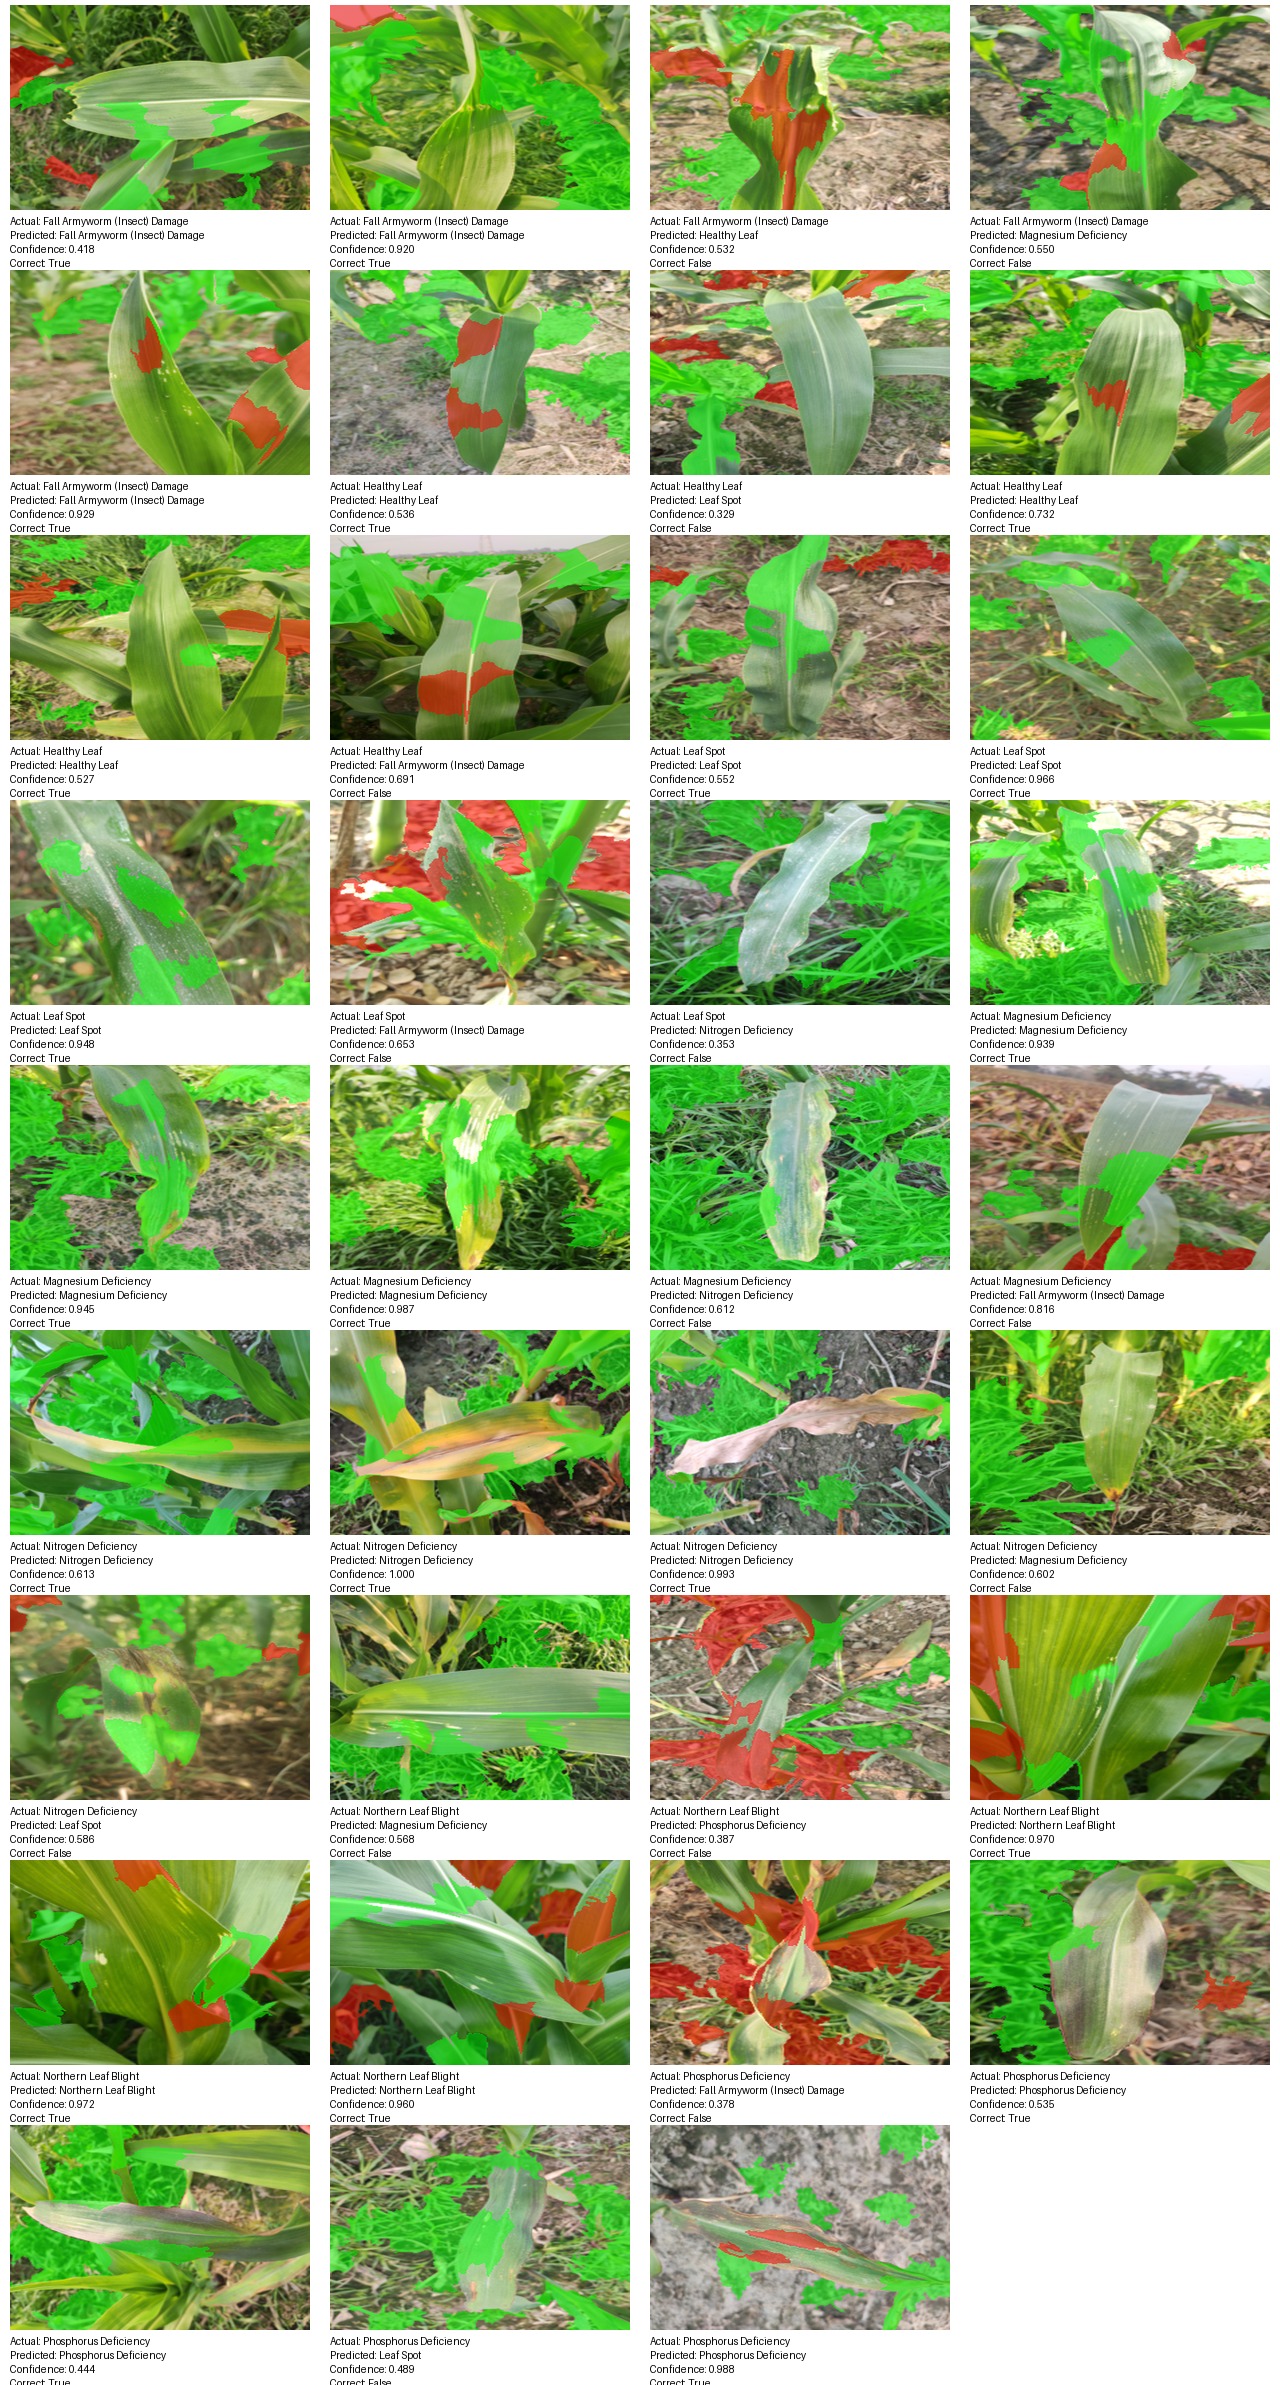 Actual: Fall Armyworm (Insect) Damage
Predicted: Fall Armyworm (Insect) Damage
Confidence: 0.418
Correct: True
Actual: Fall Armyworm (Insect) Damage
Predicted: Fall Armyworm (Insect) Damage
Confidence: 0.920
Correct: True
Actual: Fall Armyworm (Insect) Damage
Predicted: Healthy Leaf
Confidence: 0.532
Correct: False
Actual: Fall Armyworm (Insect) Damage
Predicted: Magnesium Deficiency
Confidence: 0.550
Correct: False
Actual: Fall Armyworm (Insect) Damage
Predicted: Fall Armyworm (Insect) Damage
Confidence: 0.929
Correct: True
Actual: Healthy Leaf
Predicted: Healthy Leaf
Confidence: 0.536
Correct: True
Actual: Healthy Leaf
Predicted: Leaf Spot
Confidence: 0.329
Correct: False
Actual: Healthy Leaf
Predicted: Healthy Leaf
Confidence: 0.732
Correct: True
Actual: Healthy Leaf
Predicted: Healthy Leaf
Confidence: 0.527
Correct: True
Actual: Healthy Leaf
Predicted: Fall Armyworm (Insect) Damage
Confidence: 0.691
Correct: False
Actual: Leaf Spot
Predicted: Leaf Spot
Confidence: 0.552
Correct: True
Actual: Leaf Spot
Predicted: Leaf Spot
Confidence: 0.966
Correct: True
Actual: Leaf Spot
Predicted: Leaf Spot
Confidence: 0.948
Correct: True
Actual: Leaf Spot
Predicted: Fall Armyworm (Insect) Damage
Confidence: 0.653
Correct: False
Actual: Leaf Spot
Predicted: Nitrogen Deficiency
Confidence: 0.353
Correct: False
Actual: Magnesium Deficiency
Predicted: Magnesium Deficiency
Confidence: 0.939
Correct: True
Actual: Magnesium Deficiency
Predicted: Magnesium Deficiency
Confidence: 0.945
Correct: True
Actual: Magnesium Deficiency
Predicted: Magnesium Deficiency
Confidence: 0.987
Correct: True
Actual: Magnesium Deficiency
Predicted: Nitrogen Deficiency
Confidence: 0.612
Correct: False
Actual: Magnesium Deficiency
Predicted: Fall Armyworm (Insect) Damage
Confidence: 0.816
Correct: False
Actual: Nitrogen Deficiency
Predicted: Nitrogen Deficiency
Confidence: 0.613
Correct: True
Actual: Nitrogen Deficiency
Predicted: Nitrogen Deficiency
Confidence: 1.000
Correct: True
Actual: Nitrogen Deficiency
Predicted: Nitrogen Deficiency
Confidence: 0.993
Correct: True
Actual: Nitrogen Deficiency
Predicted: Magnesium Deficiency
Confidence: 0.602
Correct: False
Actual: Nitrogen Deficiency
Predicted: Leaf Spot
Confidence: 0.586
Correct: False
Actual: Northern Leaf Blight
Predicted: Magnesium Deficiency
Confidence: 0.568
Correct: False
Actual: Northern Leaf Blight
Predicted: Phosphorus Deficiency
Confidence: 0.387
Correct: False
Actual: Northern Leaf Blight
Predicted: Northern Leaf Blight
Confidence: 0.970
Correct: True
Actual: Northern Leaf Blight
Predicted: Northern Leaf Blight
Confidence: 0.972
Correct: True
Actual: Northern Leaf Blight
Predicted: Northern Leaf Blight
Confidence: 0.960
Correct: True
Actual: Phosphorus Deficiency
Predicted: Fall Armyworm (Insect) Damage
Confidence: 0.378
Correct: False
Actual: Phosphorus Deficiency
Predicted: Phosphorus Deficiency
Confidence: 0.535
Correct: True
Actual: Phosphorus Deficiency
Predicted: Phosphorus Deficiency
Confidence: 0.444
Correct: True
Actual: Phosphorus Deficiency
Predicted: Leaf Spot
Confidence: 0.489
Correct: False
Actual: Phosphorus Deficiency
Predicted: Phosphorus Deficiency
Confidence: 0.988
Correct: True